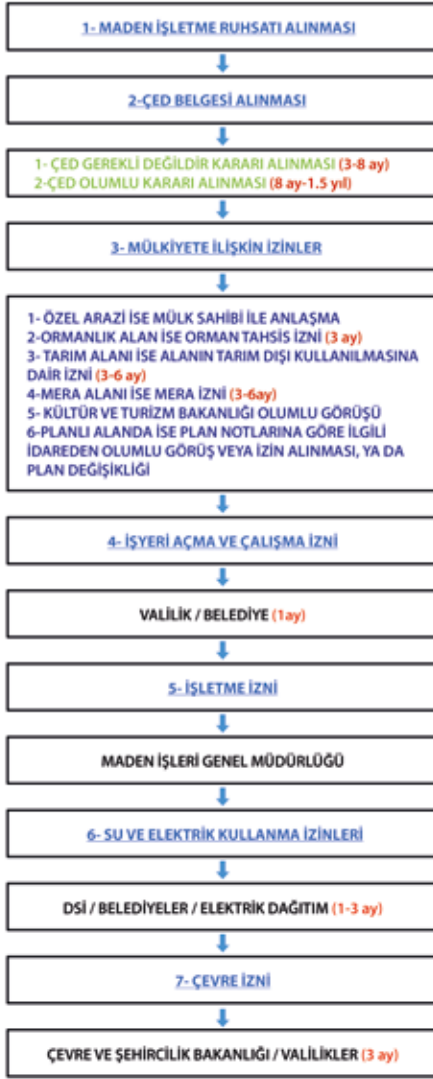 1- MADEN İŞLETME RUHSATI ALINMASI
2-ÇED BELGESİ ALINMASI
1- ÇED GEREKLİ DEĞİLDİR KARARI ALINMASI (3-8 ay)
2-ÇED OLUMLU KARARI ALINMASI (8 ay-1.5 yıl)
3- MÜLKİYETE İLİŞKİN İZİNLER
1- ÖZEL ARAZİ İSE MÜLK SAHİBİ İLE ANLAŞMA
2-ORMANLIK ALAN İSE ORMAN TAHSİS İZNİ (3 ay)
3- TARIM ALANI İSE ALANIN TARIM DIŞI KULLANILMASINA
DAİR İZNİ (3-6 ay)
4-MERA ALANI İSE MERA İZNİ (3-6ay)
5- KÜLTÜR VE TURİZM BAKANLIĞI OLUMLU GÖRÜŞÜ
6-PLANLI ALANDA İSE PLAN NOTLARINA GÖRE İLGİLİ
İDAREDEN OLUMLU GÖRÜŞ VEYA İZİN ALINMASI, YA DA
PLAN DEĞİŞİKLİĞİ
4- İŞYERİ AÇMA VE ÇALIŞMA İZNİ
VALİLİK / BELEDİYE (1ay)
5- İŞLETME İZNİ
MADEN İŞLERİ GENEL MÜDÜRLÜĞÜ
6- SU VE ELEKTRİK KULLANMA İZİNLERİ
DSİ / BELEDİYELER / ELEKTRİK DAĞITIM (1-3 ay)
7- ÇEVRE İZNİ
ÇEVRE VE ŞEHİRCİLİK BAKANLIĞI / VALİLİKLER (3 ay)